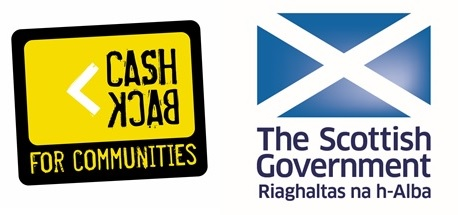 CASH
BACK
FOR COMMUNITIES
The Scottish
Government
Riaghaltas na h-Alba